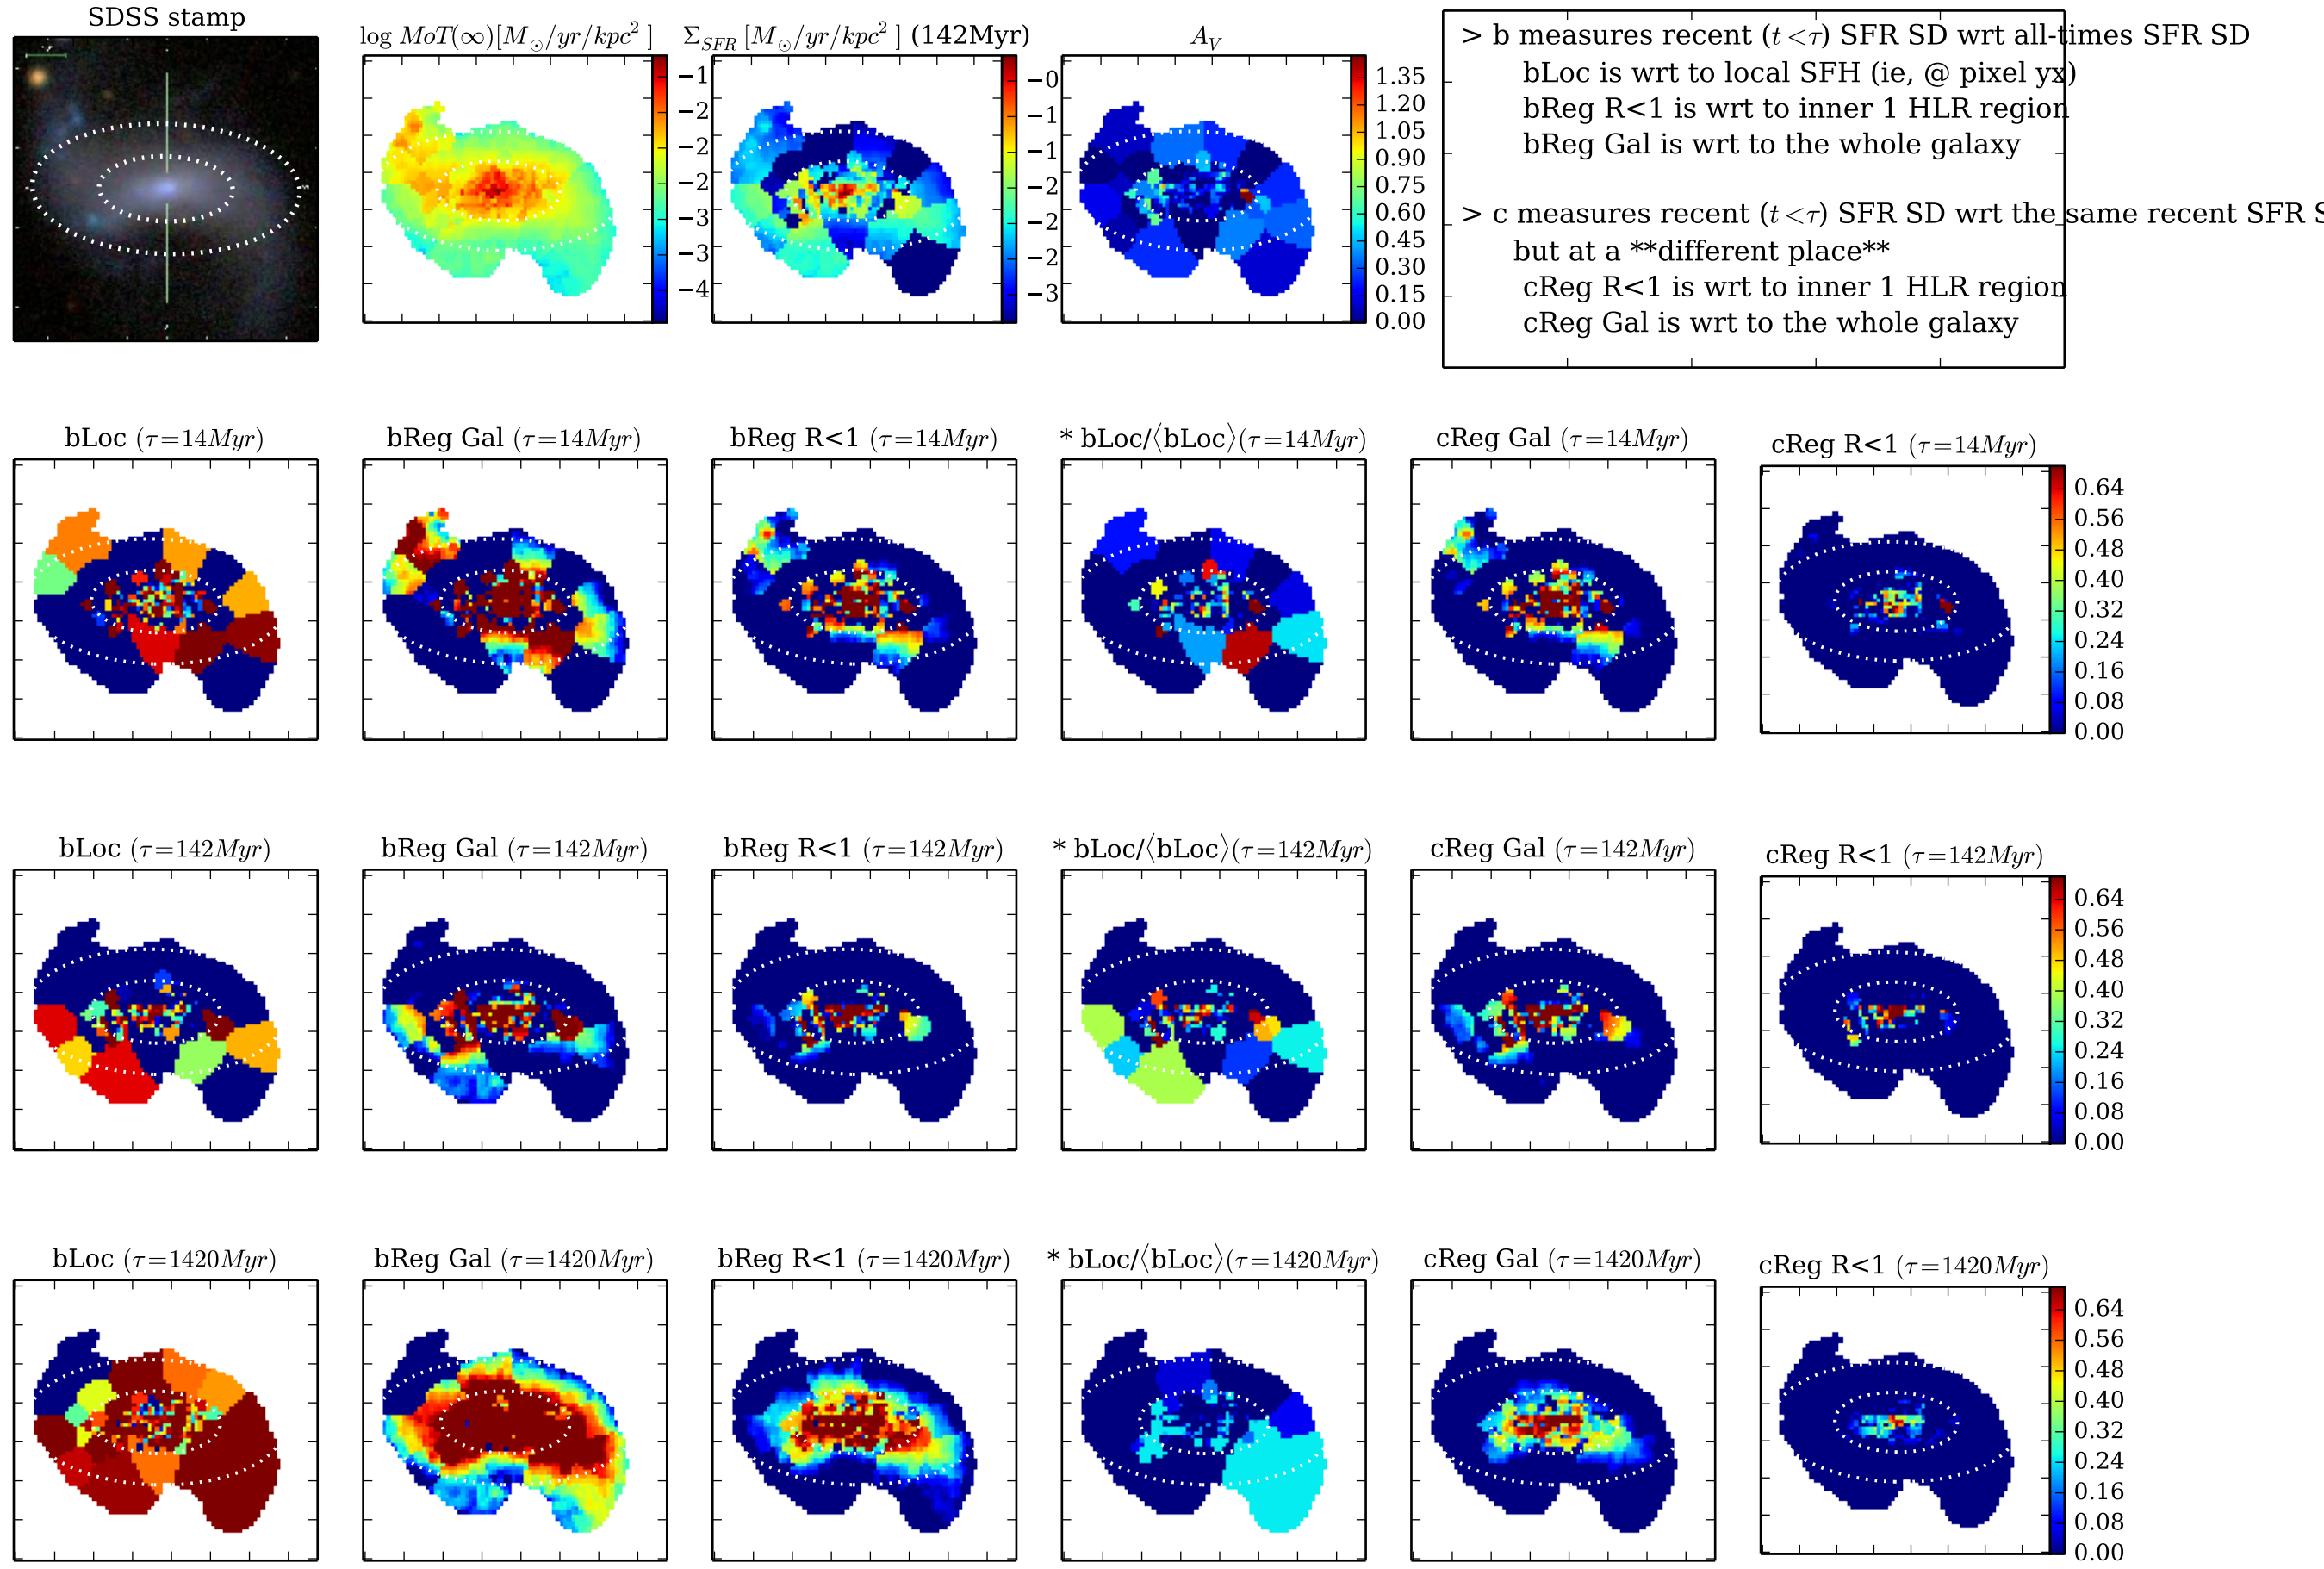 SDSS stamp
log MoT(∞)[M⊙/yr/kpc² ]
Σ_SFR [M⊙/yr/kpc² ] (142Myr)
A_V
−1
−2
−2
−2
−3
−3
−4
−0
−1
−1
−2
−2
−2
−3
1.35
1.20
1.05
0.90
0.75
0.60
0.45
0.30
0.15
0.00
> b measures recent (t<τ) SFR SD wrt all-times SFR SD
bLoc is wrt to local SFH (ie, @ pixel yx)
bReg R<1 is wrt to inner 1 HLR region
bReg Gal is wrt to the whole galaxy
> c measures recent (t<τ) SFR SD wrt the same recent SFR S
but at a **different place**
cReg R<1 is wrt to inner 1 HLR region
cReg Gal is wrt to the whole galaxy
bLoc (τ=14Myr)
bReg Gal (τ=14Myr)
bReg R<1 (τ=14Myr)
* bLoc/⟨bLoc⟩(τ=14Myr)
cReg Gal (τ=14Myr)
cReg R<1 (τ=14Myr)
0.64
0.56
0.48
0.40
0.32
0.24
0.16
0.08
0.00
bLoc (τ=142Myr)
bReg Gal (τ=142Myr)
bReg R<1 (τ=142Myr)
* bLoc/⟨bLoc⟩(τ=142Myr)
cReg Gal (τ=142Myr)
cReg R<1 (τ=142Myr)
0.64
0.56
0.48
0.40
0.32
0.24
0.16
0.08
0.00
bLoc (τ=1420Myr)
bReg Gal (τ=1420Myr)
bReg R<1 (τ=1420Myr)
* bLoc/⟨bLoc⟩(τ=1420Myr)
cReg Gal (τ=1420Myr)
cReg R<1 (τ=1420Myr)
0.64
0.56
0.48
0.40
0.32
0.24
0.16
0.08
0.00